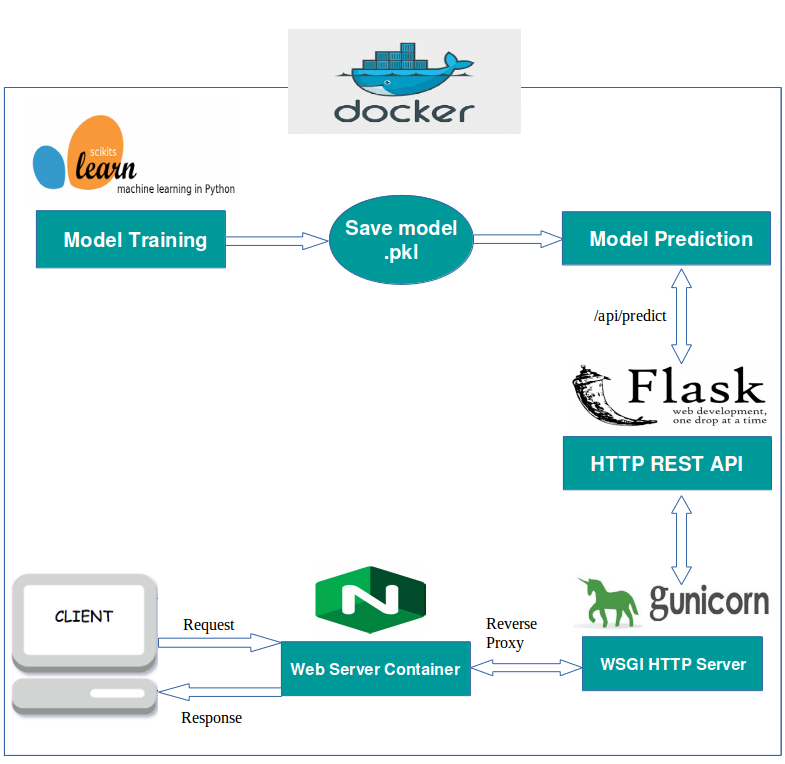 docker
scikits
learn
machine learning in Python
Model Training
Save model
.pkl
Model Prediction
/api/predict
Flask
web development,
one drop at a time
HTTP REST API
CLIENT
Request
N
Reverse
Proxy
gunicorn
Web Server Container
WSGI HTTP Server
Response